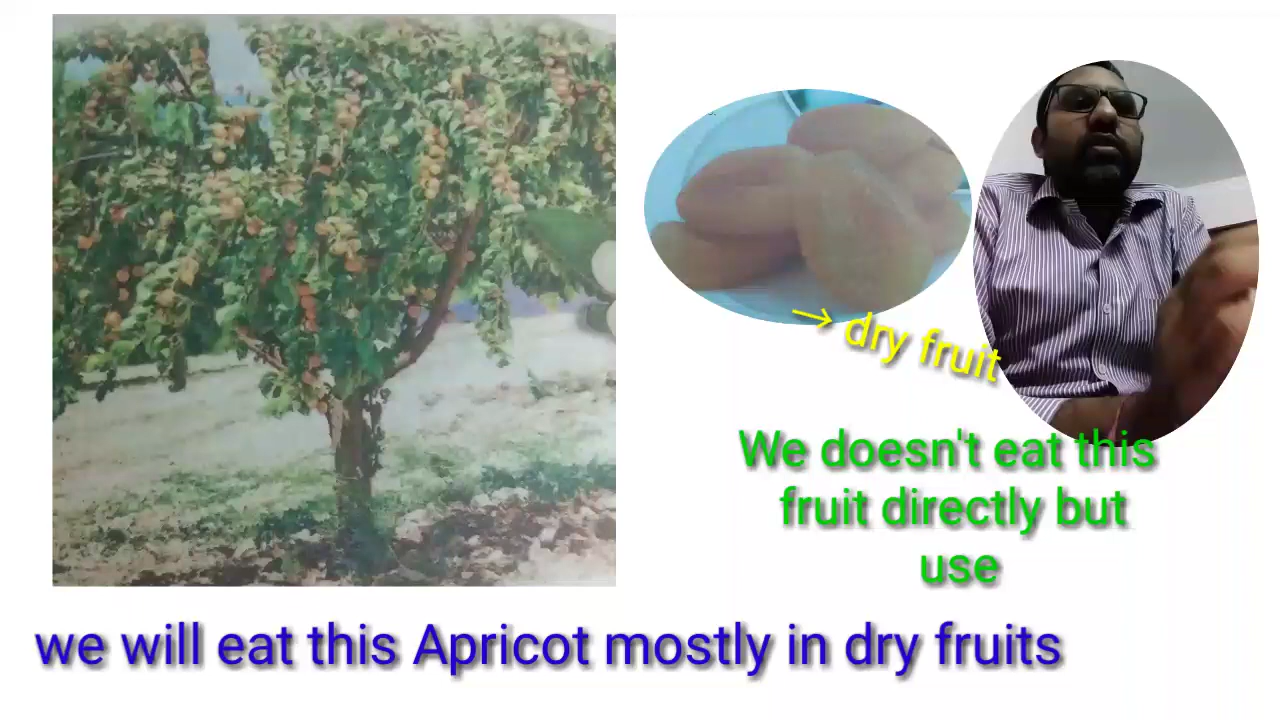 → dry fruit
We doesn't eat this
fruit directly but
use
we will eat this Apricot mostly in dry fruits